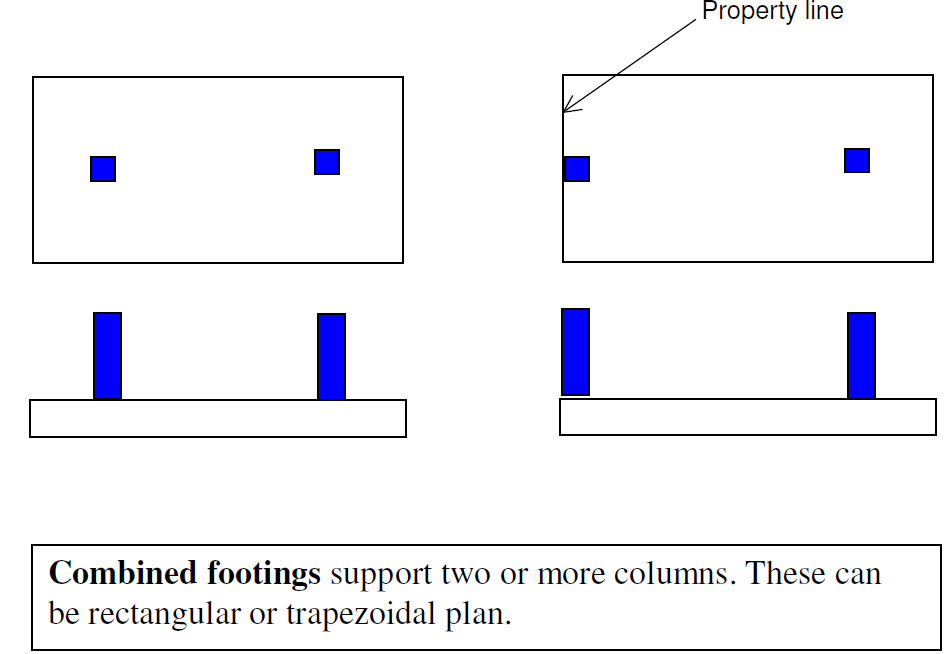 Property line
Combined footings support two or more columns. These can
be rectangular or trapezoidal plan.